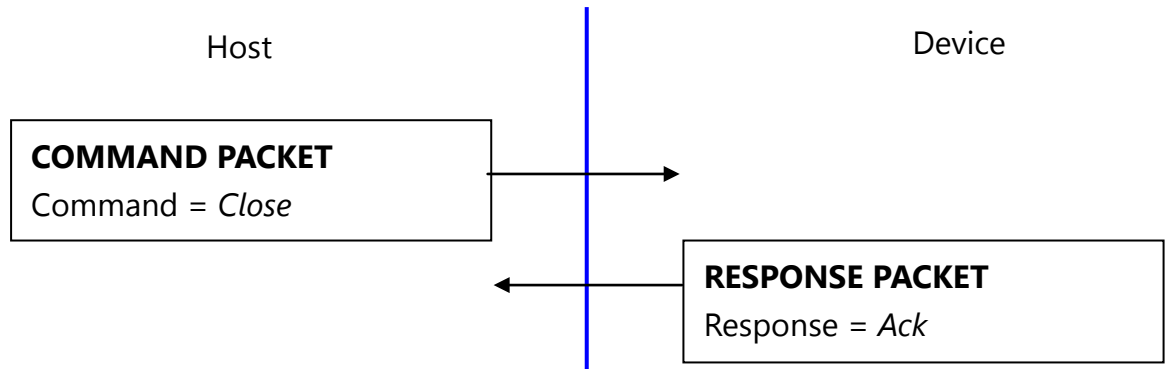 Host
Device
COMMAND PACKET
Command = Close
RESPONSE PACKET
Response = Ack